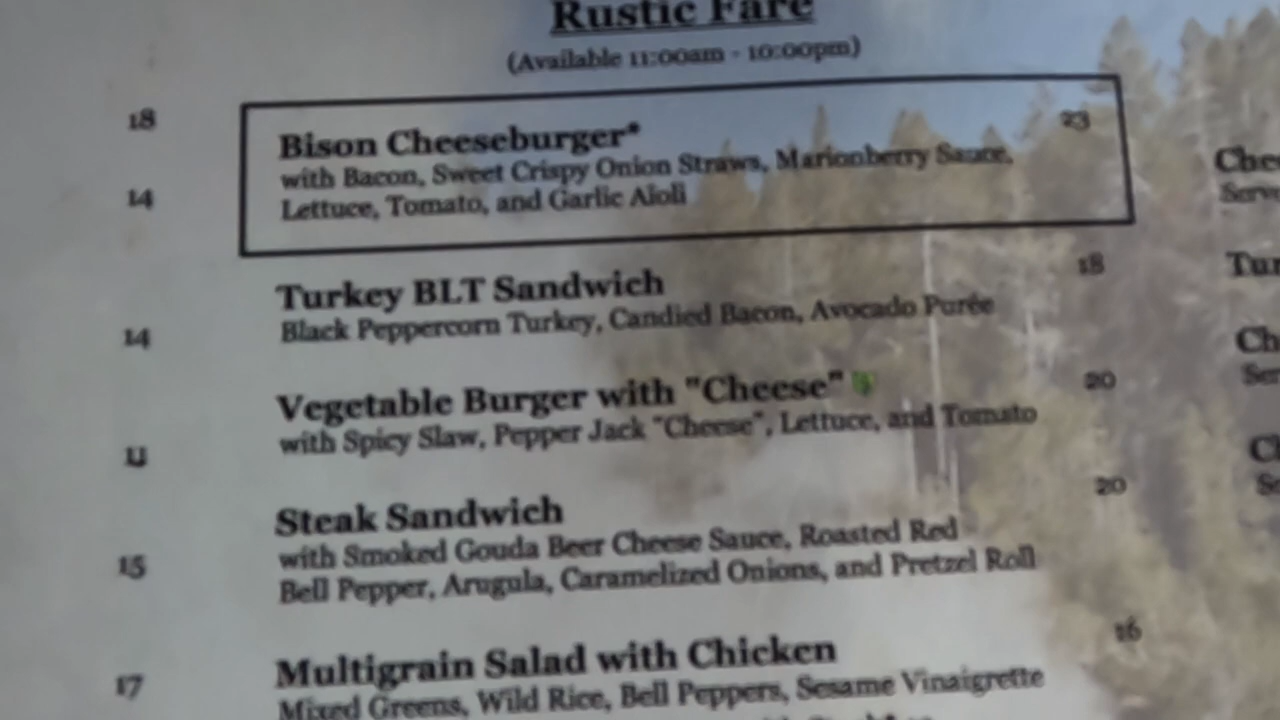 Rustic Fare
(Available 11:00am - 10:00pm)
18
Bison Cheeseburger* 23
with Bacon, Sweet Crispy Onion Straws, Marionberry Sauce,
14
Lettuce, Tomato, and Garlic Aioli
Turkey BLT Sandwich 18
14
Black Peppercorn Turkey, Candied Bacon, Avocado Purée
Vegetable Burger with "Cheese" 20
with Spicy Slaw, Pepper Jack "Cheese", Lettuce, and Tomato
11
Steak Sandwich 20
with Smoked Gouda Beer Cheese Sauce, Roasted Red
15
Bell Pepper, Arugula, Caramelized Onions, and Pretzel Roll
Multigrain Salad with Chicken 16
17
Mixed Greens, Wild Rice, Bell Peppers, Sesame Vinaigrette